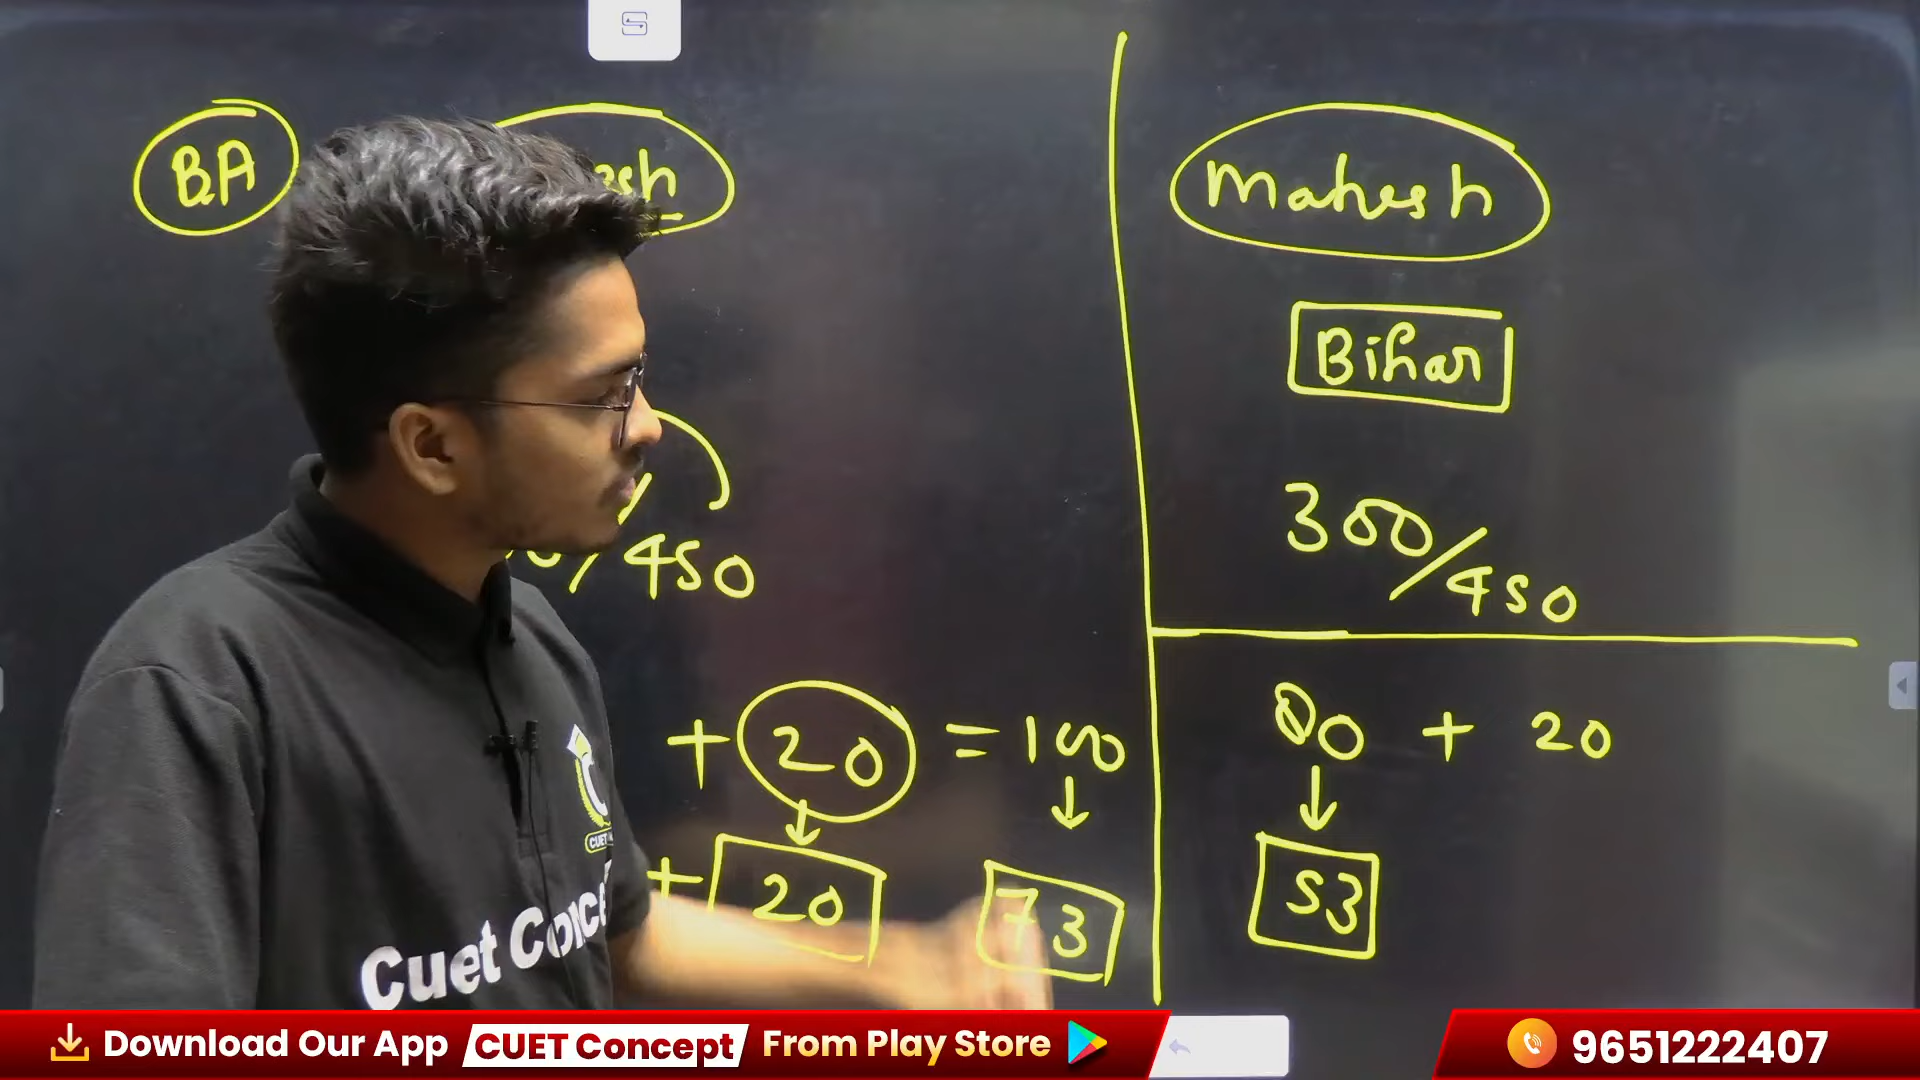 BA
Mahesh
Bihar
300/450
/450
+ 20 = 100
80 + 20
+ 20
73
53
Cuet Conce
Download Our App CUET Concept From Play Store
9651222407